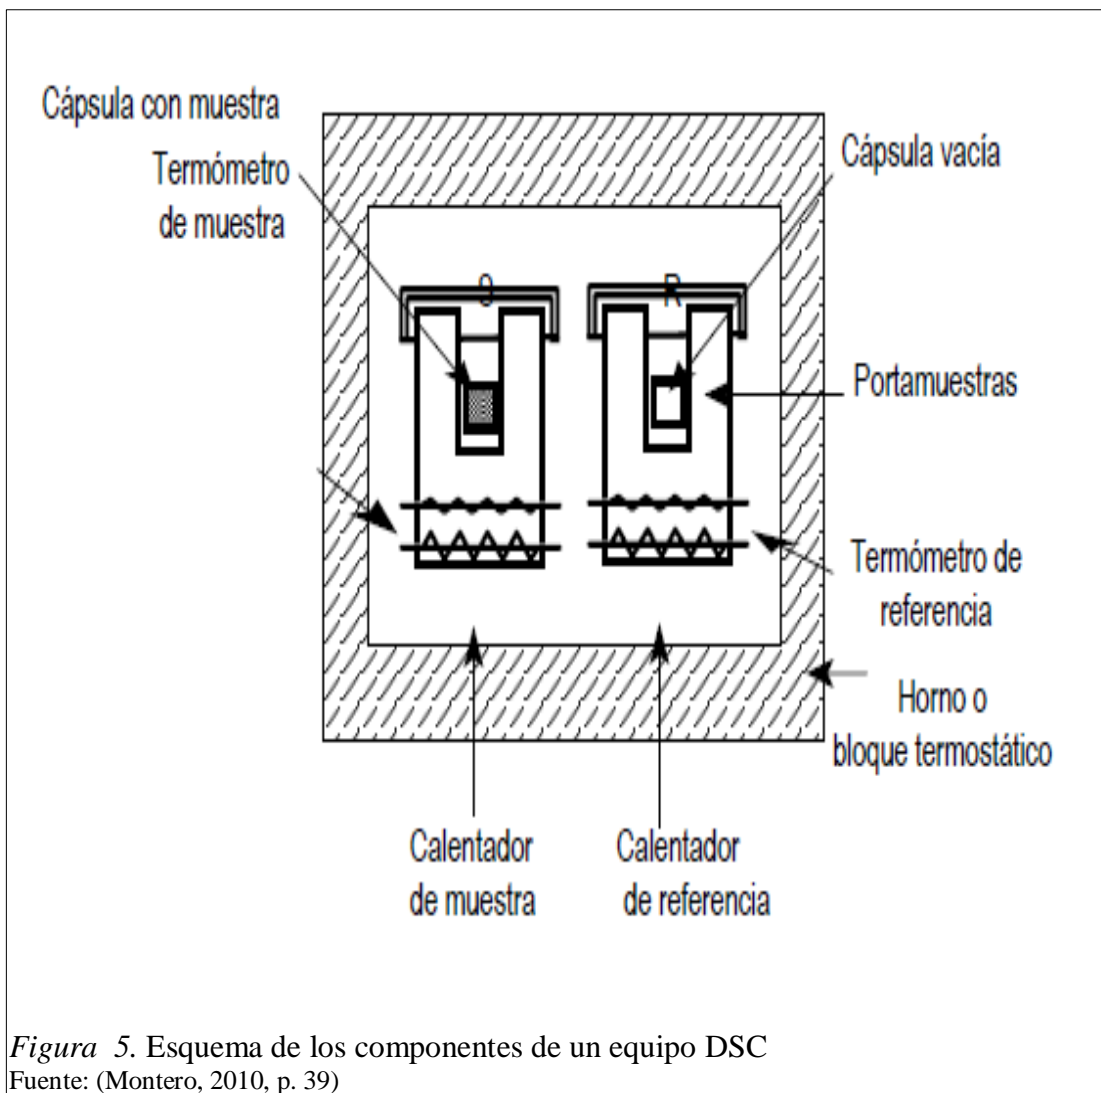 Cápsula con muestra
Termómetro
de muestra
Cápsula vacía
R
Portamuestras
Termómetro de
referencia
Horno o
bloque termostático
Calentador
de muestra
Calentador
de referencia
Figura 5. Esquema de los componentes de un equipo DSC
Fuente: (Montero, 2010, p. 39)